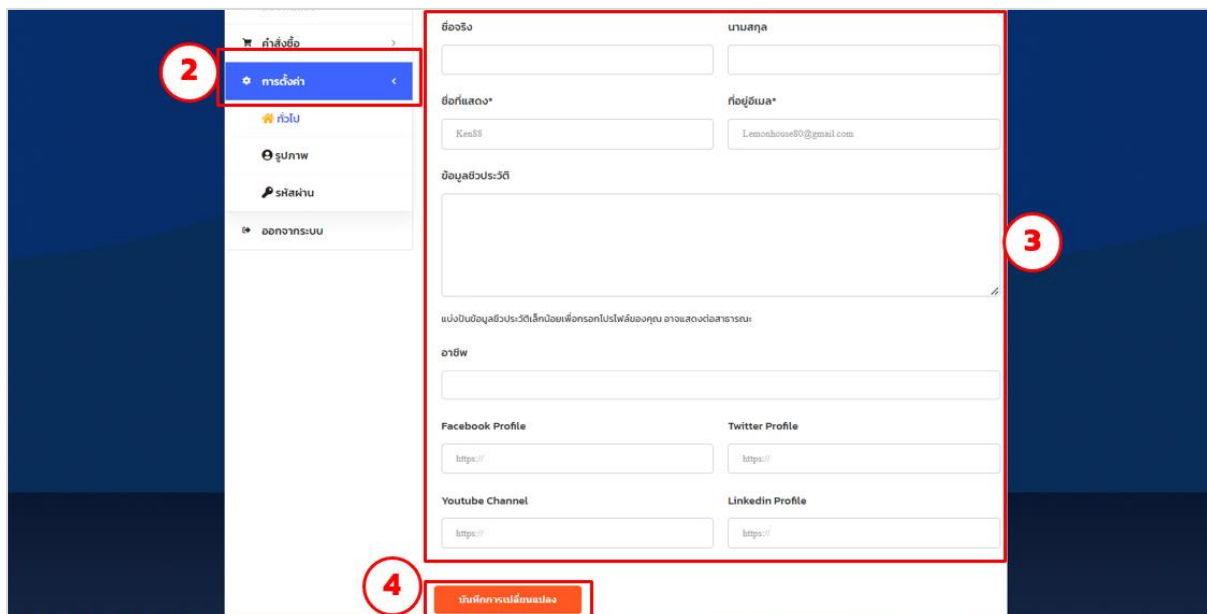 คำสั่งซื้อ
2
การตั้งค่า
ทั่วไป
รูปภาพ
รหัสผ่าน
ออกจากระบบ
ชื่อจริง
นามสกุล
ชื่อที่แสดง*
ที่อยู่อีเมล*
Ken88
Lemonhouse80@gmail.com
ข้อมูลชีวประวัติ
3
แบ่งปันข้อมูลชีวประวัติเล็กน้อยเพื่อกรอกโปรไฟล์ของคุณ อาจแสดงต่อสาธารณะ
อาชีพ
Facebook Profile
Twitter Profile
https://
https://
Youtube Channel
Linkedin Profile
https://
https://
4
บันทึกการเปลี่ยนแปลง